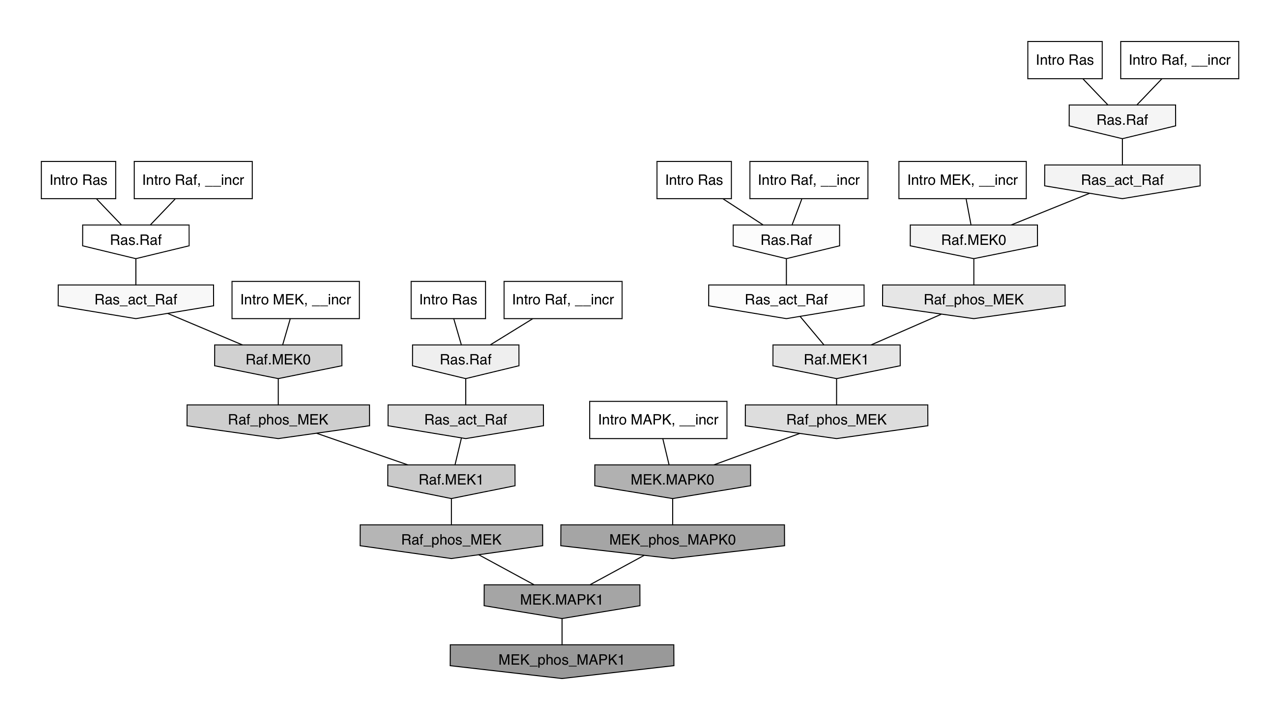 Intro Ras
Intro Raf, __incr
Ras.Raf
Intro Ras
Intro Raf, __incr
Intro Ras
Intro Raf, __incr
Intro MEK, __incr
Ras_act_Raf
Ras.Raf
Ras.Raf
Raf.MEK0
Ras_act_Raf
Intro MEK, __incr
Intro Ras
Intro Raf, __incr
Ras_act_Raf
Raf_phos_MEK
Raf.MEK0
Ras.Raf
Raf.MEK1
Raf_phos_MEK
Ras_act_Raf
Intro MAPK, __incr
Raf_phos_MEK
Raf.MEK1
MEK.MAPK0
Raf_phos_MEK
MEK_phos_MAPK0
MEK.MAPK1
MEK_phos_MAPK1